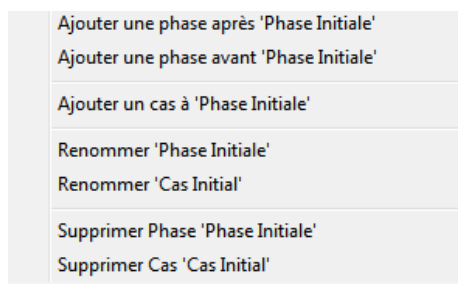 Ajouter une phase après 'Phase Initiale'
Ajouter une phase avant 'Phase Initiale'
Ajouter un cas à 'Phase Initiale'
Renommer 'Phase Initiale'
Renommer 'Cas Initial'
Supprimer Phase 'Phase Initiale'
Supprimer Cas 'Cas Initial'